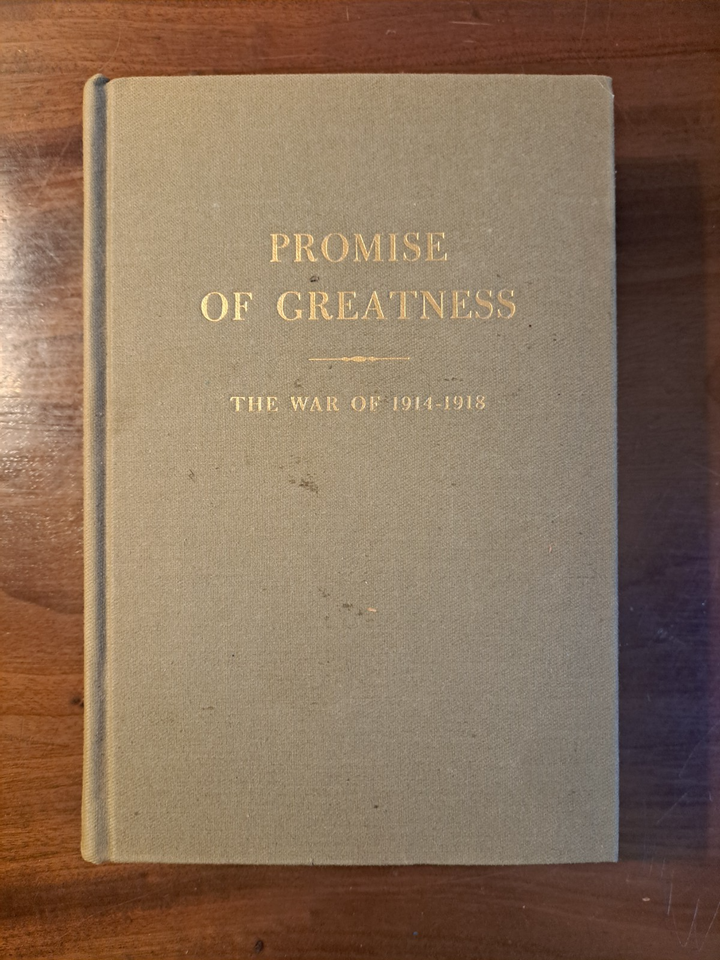 PROMISE
OF GREATNESS
THE WAR OF 1914-1918